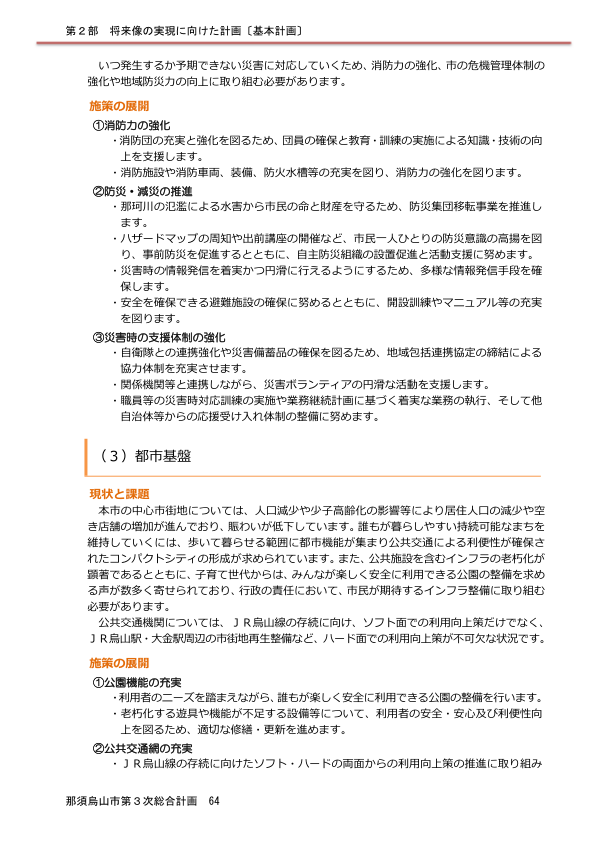 第２部　将来像の実現に向けた計画〔基本計画〕
いつ発生するか予期できない災害に対応していくため、消防力の強化、市の危機管理体制の
強化や地域防災力の向上に取り組む必要があります。
施策の展開
①消防力の強化
・消防団の充実と強化を図るため、団員の確保と教育・訓練の実施による知識・技術の向
上を支援します。
・消防施設や消防車両、装備、防火水槽等の充実を図り、消防力の強化を図ります。
②防災・減災の推進
・那珂川の氾濫による水害から市民の命と財産を守るため、防災集団移転事業を推進し
ます。
・ハザードマップの周知や出前講座の開催など、市民一人ひとりの防災意識の高揚を図
り、事前防災を促進するとともに、自主防災組織の設置促進と活動支援に努めます。
・災害時の情報発信を着実かつ円滑に行えるようにするため、多様な情報発信手段を確
保します。
・安全を確保できる避難施設の確保に努めるとともに、開設訓練やマニュアル等の充実
を図ります。
③災害時の支援体制の強化
・自衛隊との連携強化や災害備蓄品の確保を図るため、地域包括連携協定の締結による
協力体制を充実させます。
・関係機関等と連携しながら、災害ボランティアの円滑な活動を支援します。
・職員等の災害時対応訓練の実施や業務継続計画に基づく着実な業務の執行、そして他
自治体等からの応援受け入れ体制の整備に努めます。
（３）都市基盤
現状と課題
本市の中心市街地については、人口減少や少子高齢化の影響等により居住人口の減少や空
き店舗の増加が進んでおり、賑わいが低下しています。誰もが暮らしやすい持続可能なまちを
維持していくには、歩いて暮らせる範囲に都市機能が集まり公共交通による利便性が確保さ
れたコンパクトシティの形成が求められています。また、公共施設を含むインフラの老朽化が
顕著であるとともに、子育て世代からは、みんなが楽しく安全に利用できる公園の整備を求め
る声が数多く寄せられており、行政の責任において、市民が期待するインフラ整備に取り組む
必要があります。
公共交通機関については、ＪＲ烏山線の存続に向け、ソフト面での利用向上策だけでなく、
ＪＲ烏山駅・大金駅周辺の市街地再生整備など、ハード面での利用向上策が不可欠な状況です。
施策の展開
①公園機能の充実
・利用者のニーズを踏まえながら、誰もが楽しく安全に利用できる公園の整備を行います。
・老朽化する遊具や機能が不足する設備等について、利用者の安全・安心及び利便性向
上を図るため、適切な修繕・更新を進めます。
②公共交通網の充実
・ＪＲ烏山線の存続に向けたソフト・ハードの両面からの利用向上策の推進に取り組み
那須烏山市第３次総合計画　64